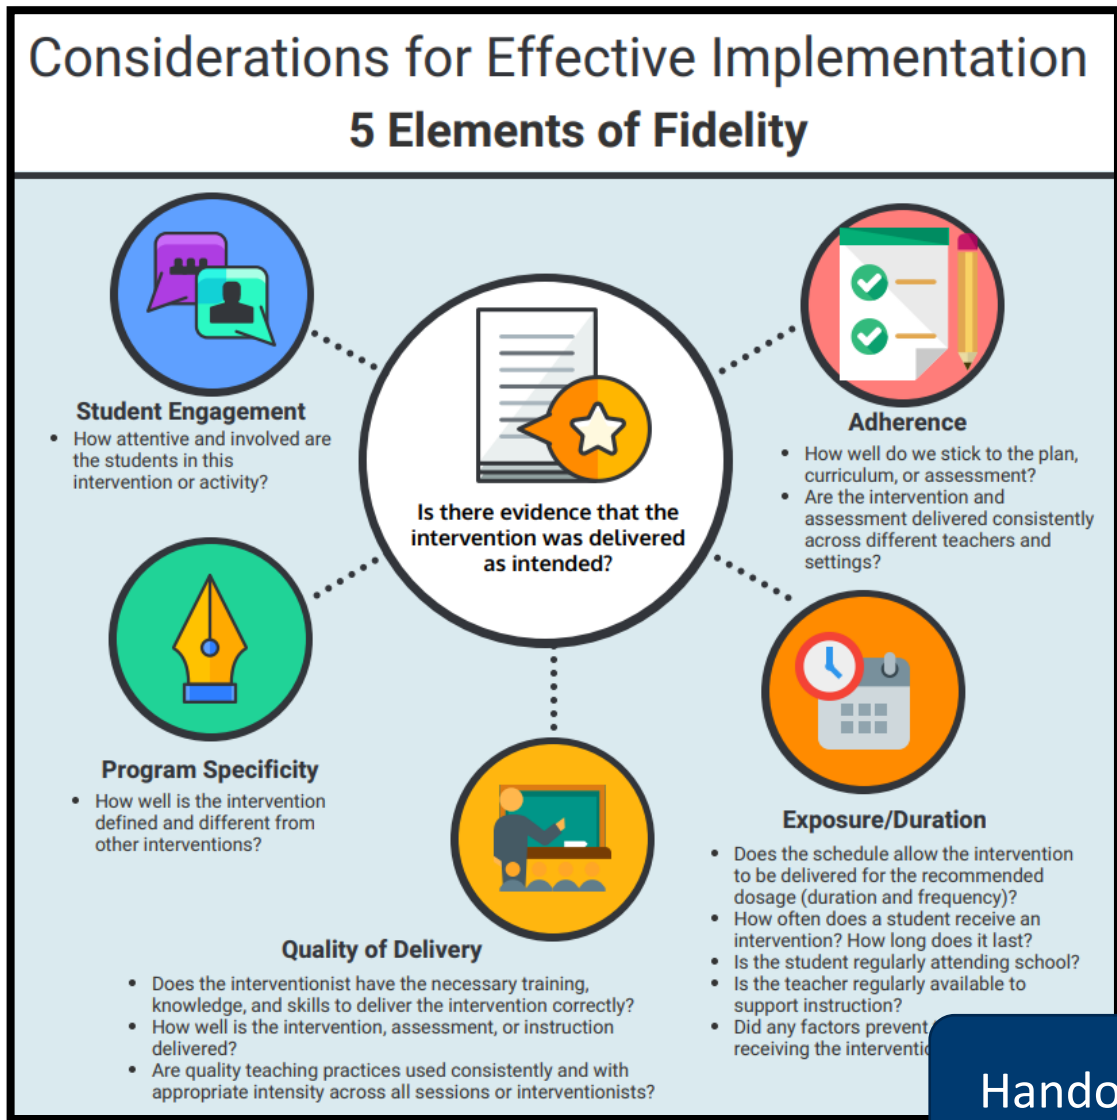 Considerations for Effective Implementation
5 Elements of Fidelity
Student Engagement
• How attentive and involved are
the students in this
intervention or activity?
Adherence
• How well do we stick to the plan,
curriculum, or assessment?
• Are the intervention and
assessment delivered consistently
across different teachers and
settings?
Is there evidence that the
intervention was delivered
as intended?
Program Specificity
• How well is the intervention
defined and different from
other interventions?
Exposure/Duration
• Does the schedule allow the intervention
to be delivered for the recommended
dosage (duration and frequency)?
• How often does a student receive an
intervention? How long does it last?
• Is the student regularly attending school?
• Is the teacher regularly available to
support instruction?
• Did any factors prevent
receiving the
Quality of Delivery
• Does the interventionist have the necessary training,
knowledge, and skills to deliver the intervention correctly?
• How well is the intervention, assessment, or instruction
delivered?
• Are quality teaching practices used consistently and with
appropriate intensity across all sessions or interventionists?